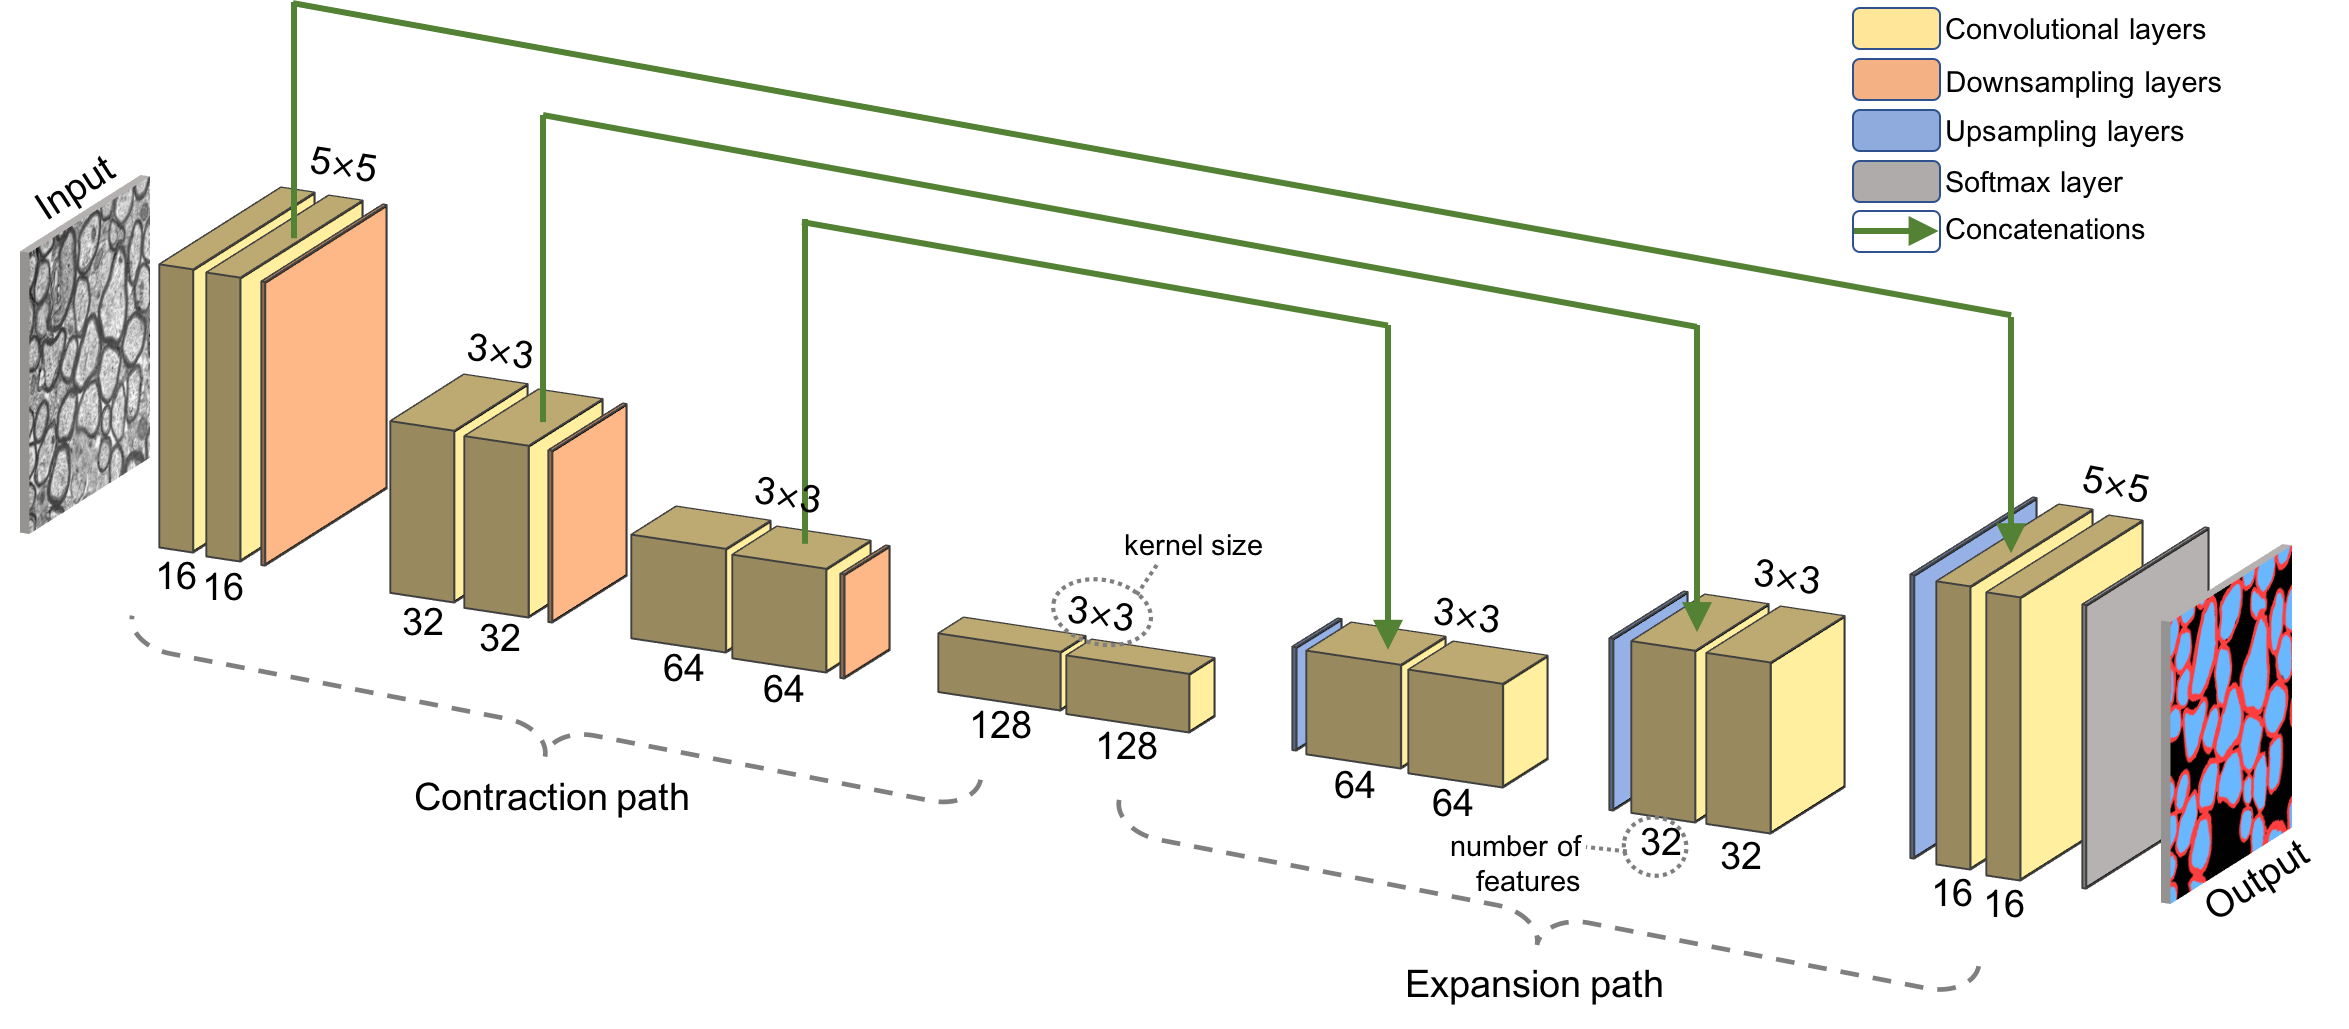 Convolutional layers
Downsampling layers
Upsampling layers
Softmax layer
Concatenations
Input
5×5
16
16
3×3
32
32
3×3
64
64
kernel size
3×3
128
128
3×3
64
64
3×3
32
32
number of
features
5×5
16
16
Output
Contraction path
Expansion path